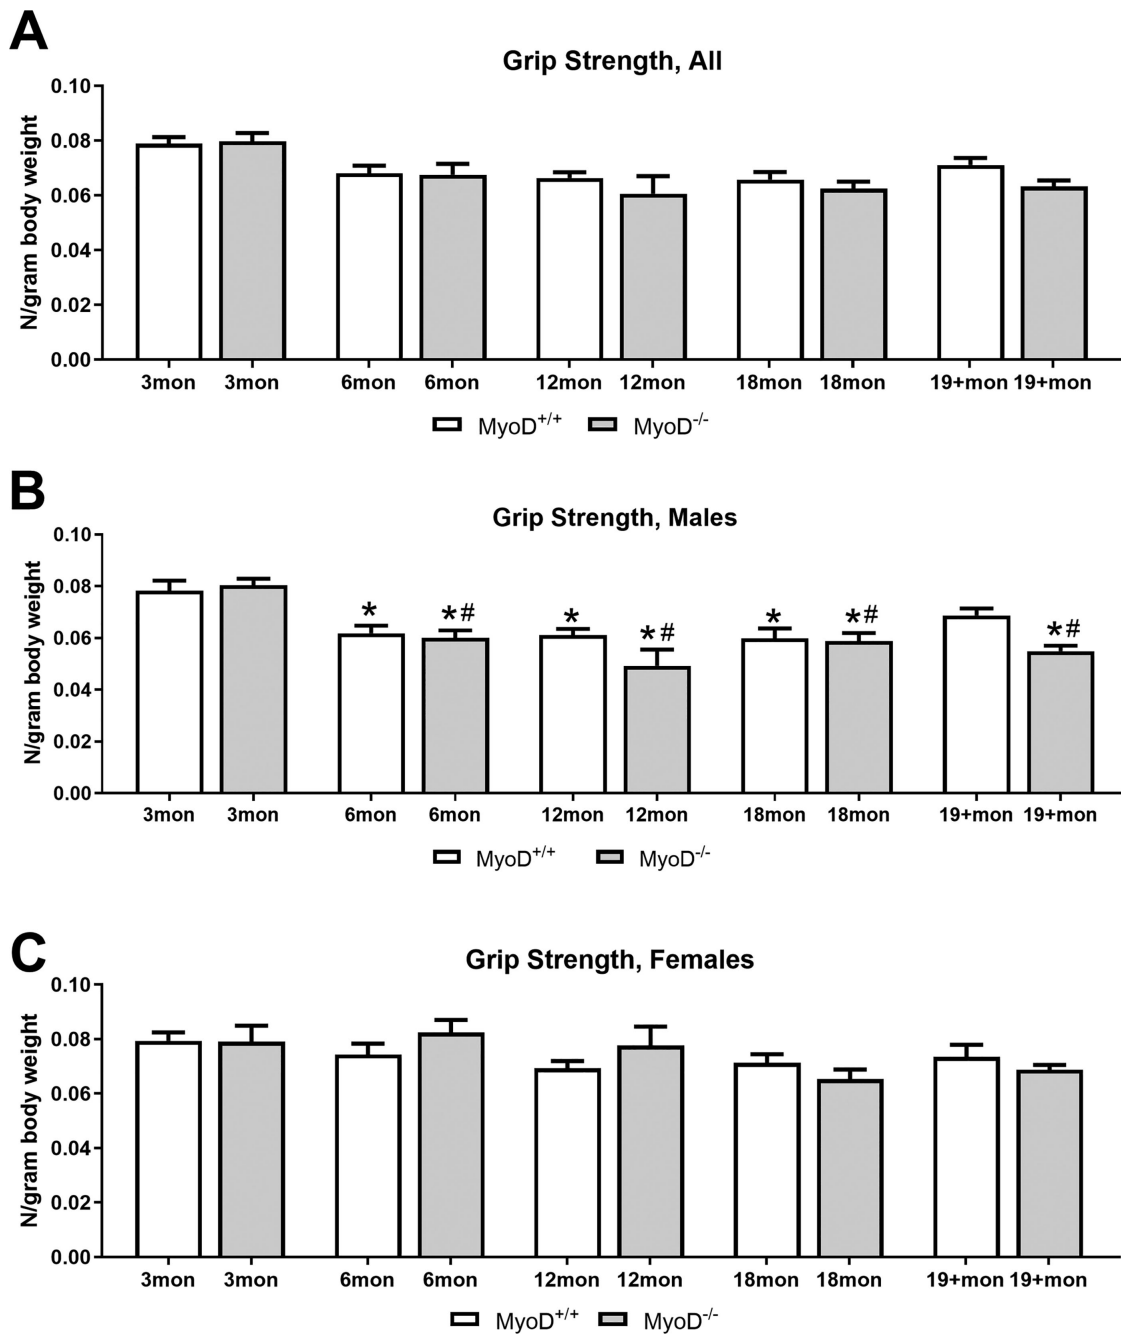 A
Grip Strength, All
N/gram body weight
0.10
0.08
0.06
0.04
0.02
0.00
3mon 3mon 6mon 6mon 12mon 12mon 18mon 18mon 19+mon 19+mon
MyoD+/+ MyoD-/-
B
Grip Strength, Males
N/gram body weight
0.10
0.08
0.06
0.04
0.02
0.00
* *# * *# * *# *#
3mon 3mon 6mon 6mon 12mon 12mon 18mon 18mon 19+mon 19+mon
MyoD+/+ MyoD-/-
C
Grip Strength, Females
N/gram body weight
0.10
0.08
0.06
0.04
0.02
0.00
3mon 3mon 6mon 6mon 12mon 12mon 18mon 18mon 19+mon 19+mon
MyoD+/+ MyoD-/-